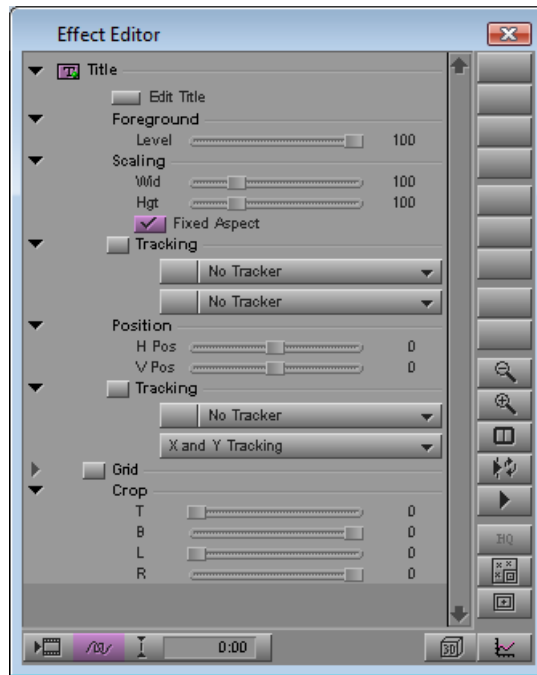 Effect Editor
T Title
Edit Title
Foreground
Level 100
Scaling
Wid 100
Hgt 100
Fixed Aspect
Tracking
No Tracker
No Tracker
Position
H Pos 0
V Pos 0
Tracking
No Tracker
X and Y Tracking
Grid
Crop
T 0
B 0
L 0
R 0
HQ
0:00
3D